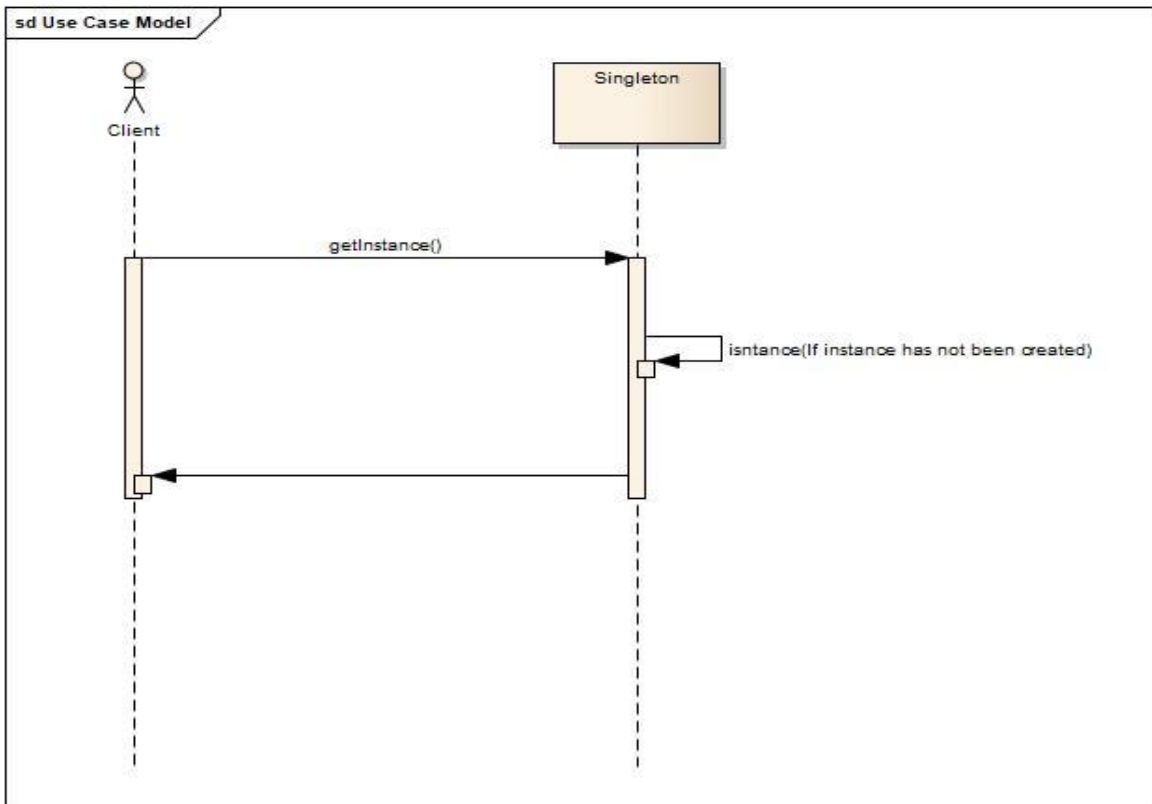 sd Use Case Model
Client
Singleton
getInstance()
isntance(If instance has not been created)